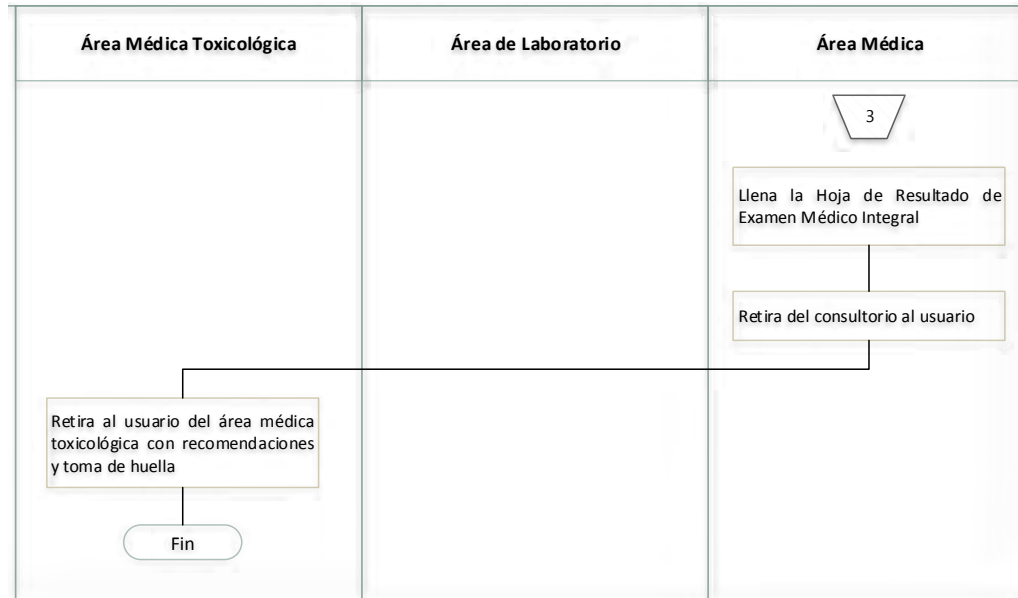 Área Médica Toxicológica
Área de Laboratorio
Área Médica
3
Llena la Hoja de Resultado de
Examen Médico Integral
Retira del consultorio al usuario
Retira al usuario del área médica
toxicológica con recomendaciones
y toma de huella
Fin